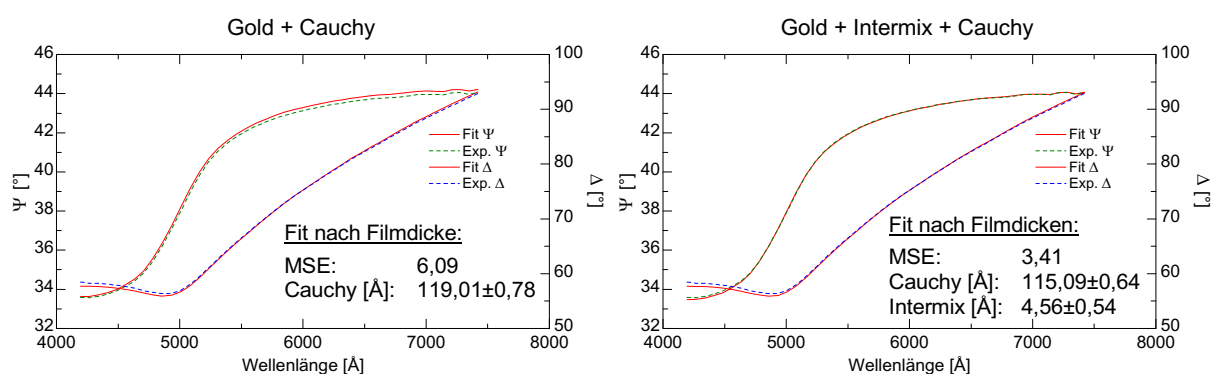 Gold + Cauchy
46
44
42
40
38
36
34
32
Ψ [°]
100
90
80
70
60
50
Δ [°]
Fit Ψ
Exp. Ψ
Fit Δ
Exp. Δ
Fit nach Filmdicke:
MSE: 6,09
Cauchy [Å]: 119,01±0,78
4000 5000 6000 7000 8000
Wellenlänge [Å]
Gold + Intermix + Cauchy
46
44
42
40
38
36
34
32
Ψ [°]
100
90
80
70
60
50
Δ [°]
Fit Ψ
Exp. Ψ
Fit Δ
Exp. Δ
Fit nach Filmdicken:
MSE: 3,41
Cauchy [Å]: 115,09±0,64
Intermix [Å]: 4,56±0,54
4000 5000 6000 7000 8000
Wellenlänge [Å]